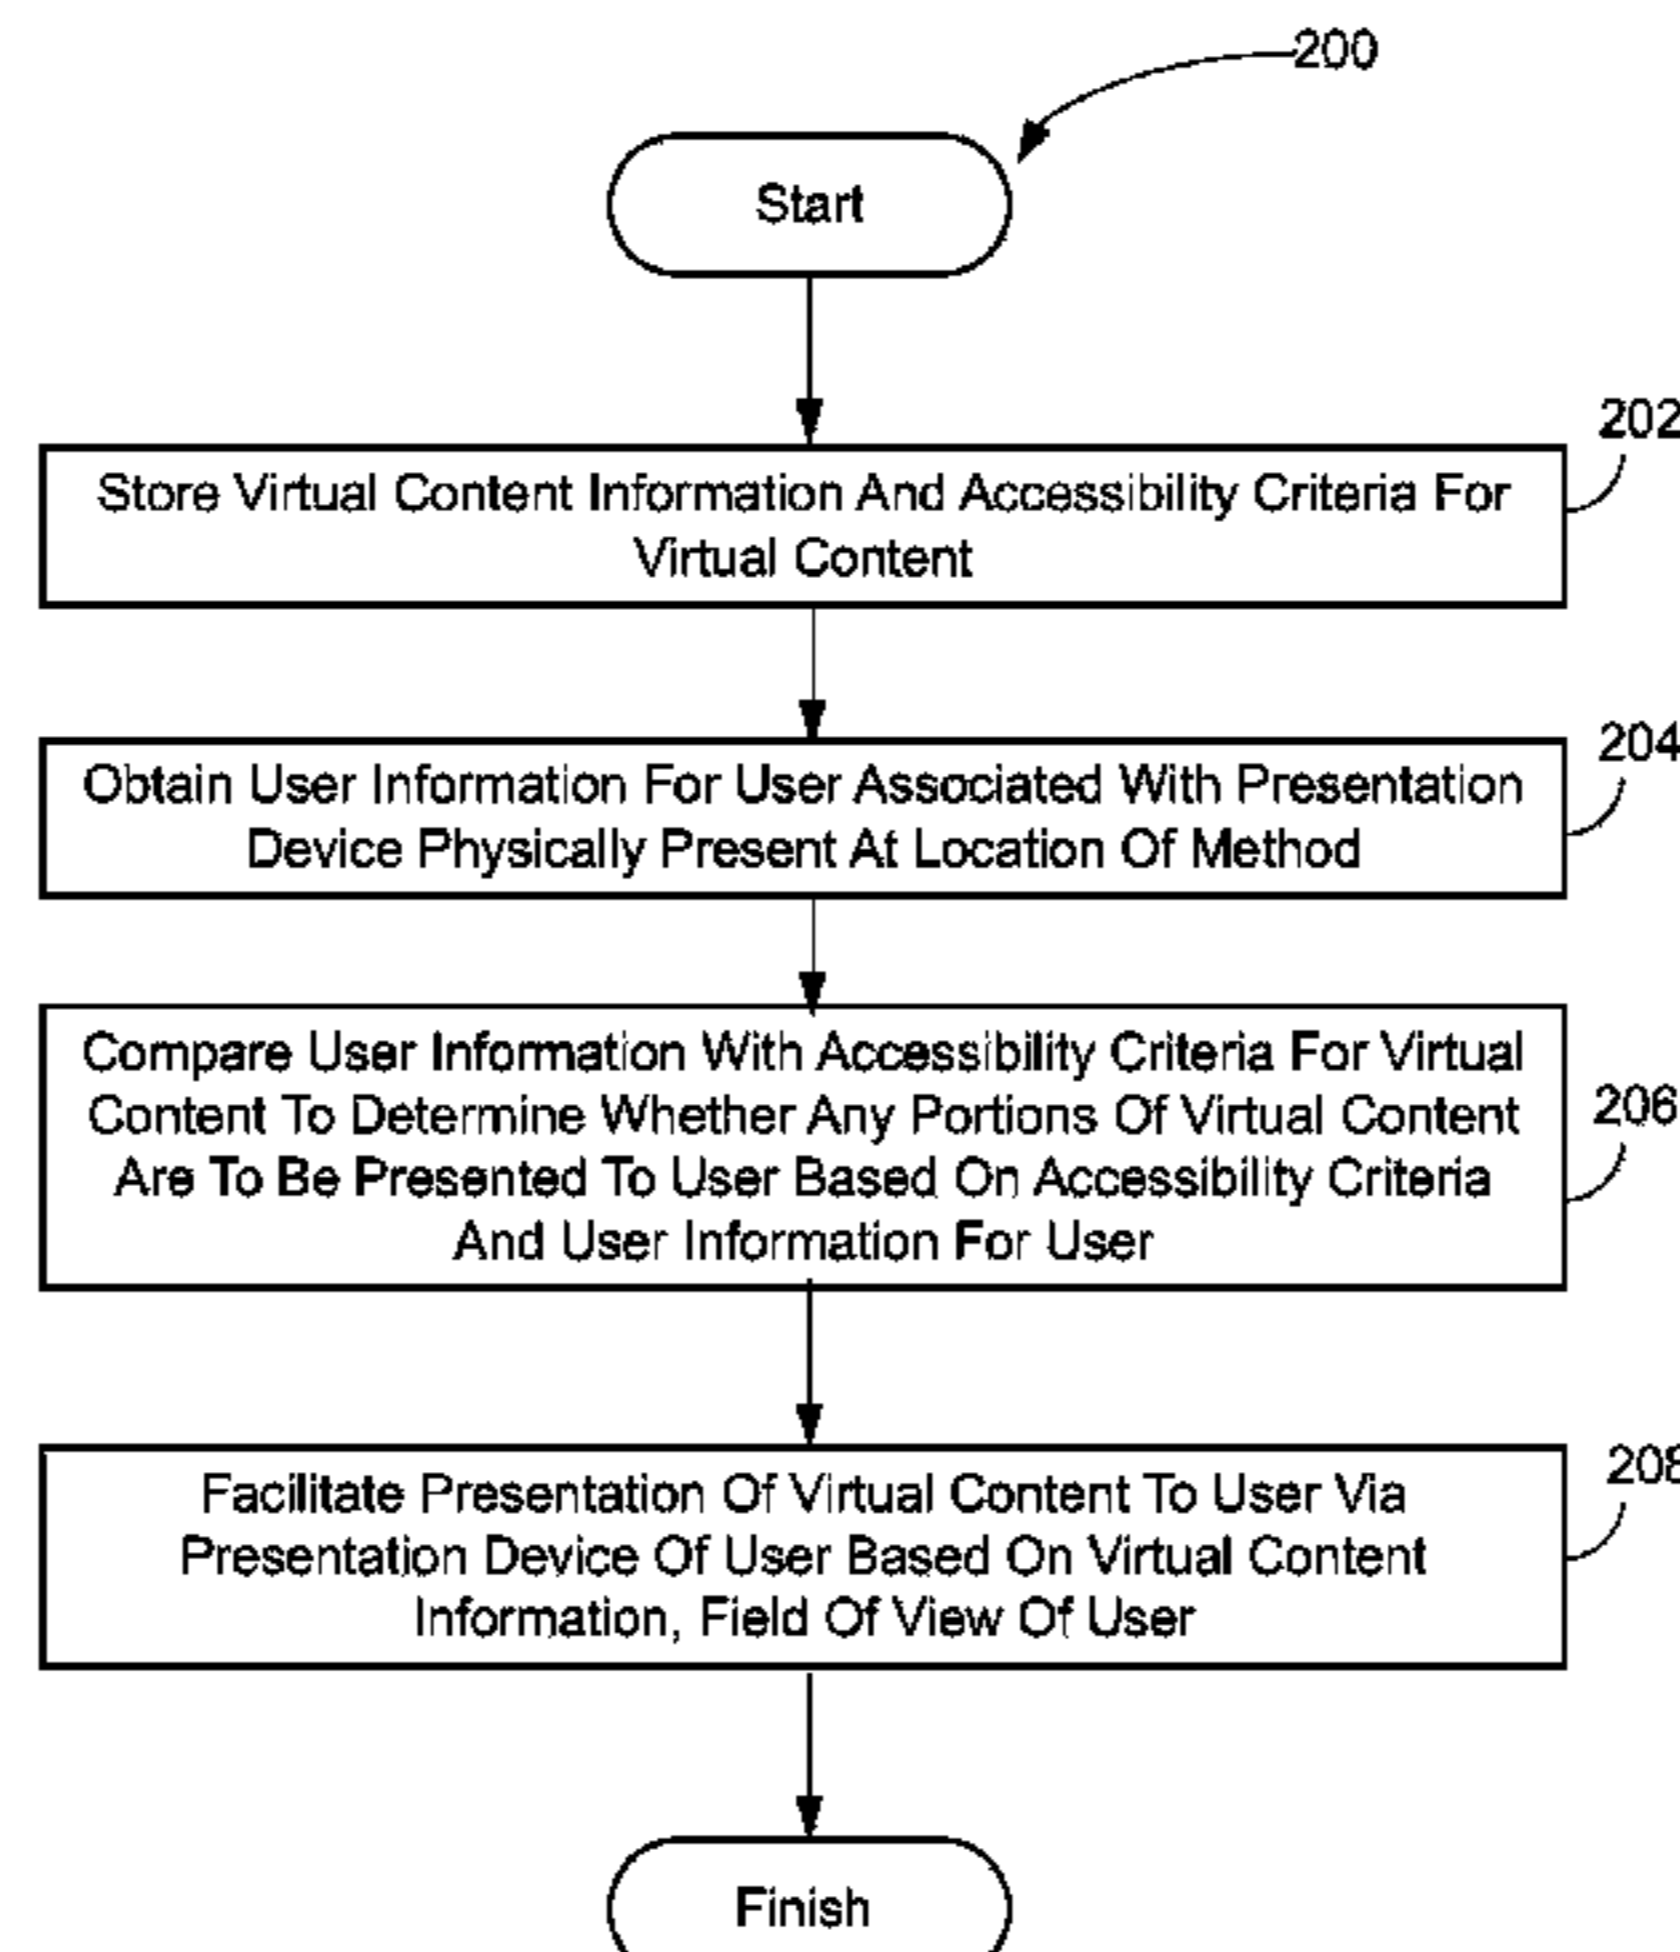 200
Start
202
Store Virtual Content Information And Accessibility Criteria For
Virtual Content
204
Obtain User Information For User Associated With Presentation
Device Physically Present At Location Of Method
Compare User Information With Accessibility Criteria For Virtual
Content To Determine Whether Any Portions Of Virtual Content
206
Are To Be Presented To User Based On Accessibility Criteria
And User Information For User
208
Facilitate Presentation Of Virtual Content To User Via
Presentation Device Of User Based On Virtual Content
Information, Field Of View Of User
Finish